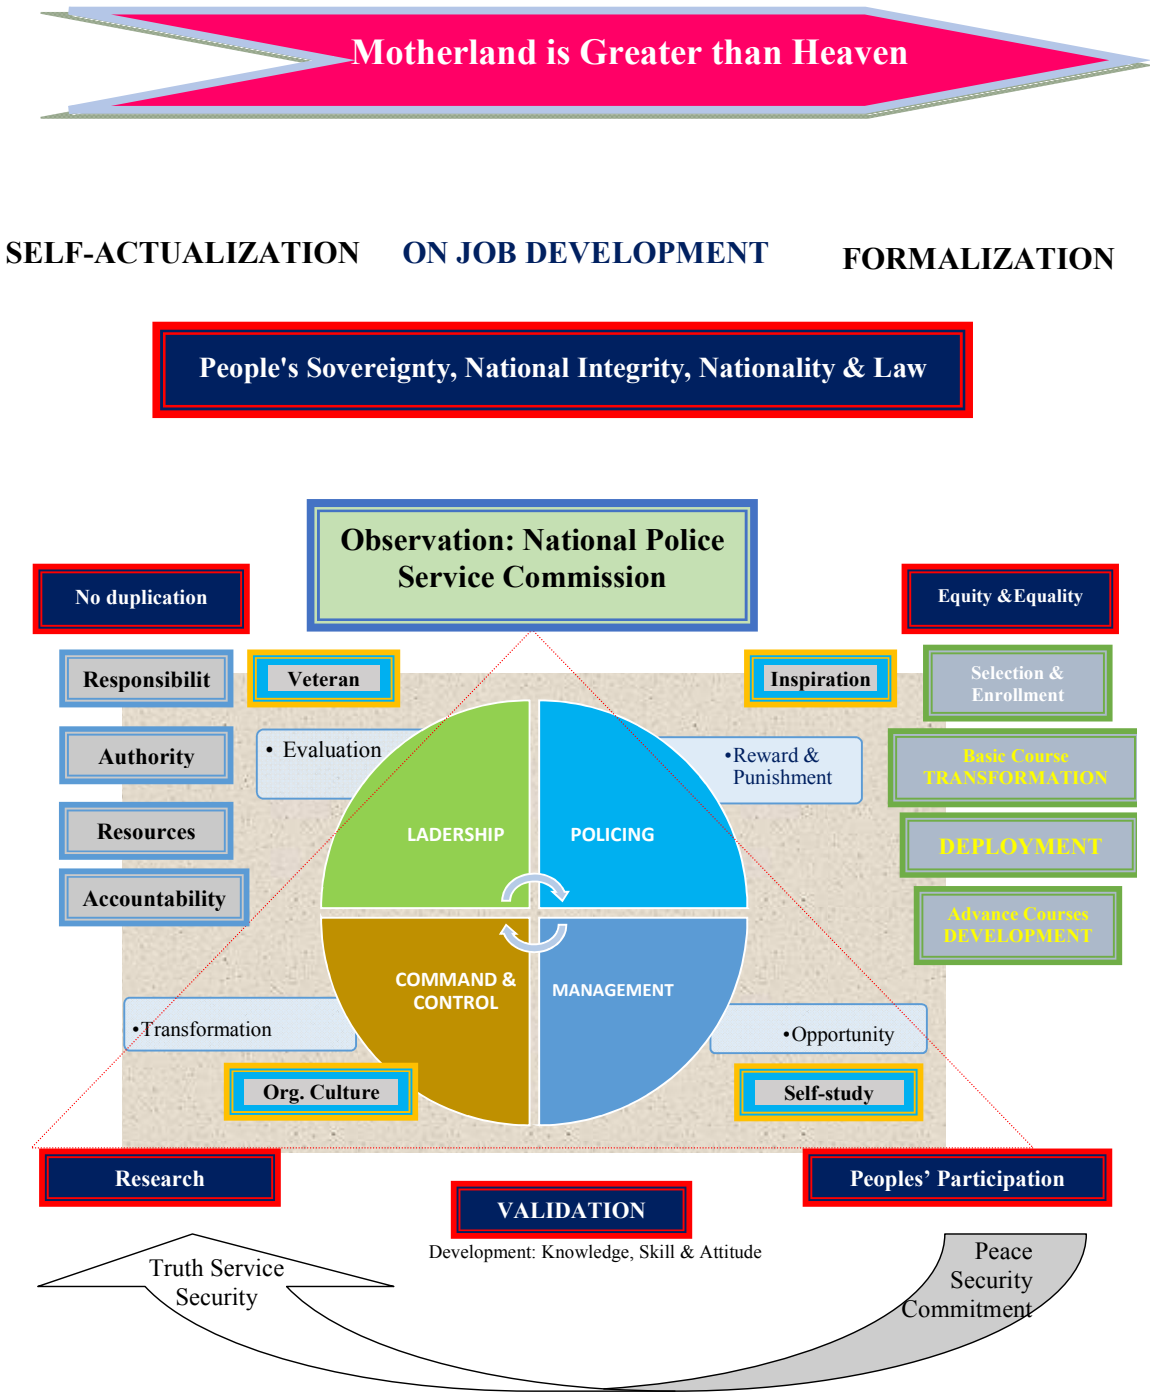 Motherland is Greater than Heaven
SELF-ACTUALIZATION
ON JOB DEVELOPMENT
FORMALIZATION
People's Sovereignty, National Integrity, Nationality & Law
Observation: National Police
Service Commission
No duplication
Equity &Equality
Responsibilit
Veteran
Inspiration
Selection &
Enrollment
• Evaluation
•Reward &
Punishment
Authority
Basic Course
TRANSFORMATION
LADERSHIP
POLICING
Resources
DEPLOYMENT
Accountability
Advance Courses
DEVELOPMENT
COMMAND &
CONTROL
MANAGEMENT
•Transformation
•Opportunity
Org. Culture
Self-study
Research
Peoples’ Participation
VALIDATION
Development: Knowledge, Skill & Attitude
Truth Service
Security
Peace
Security
Commitment